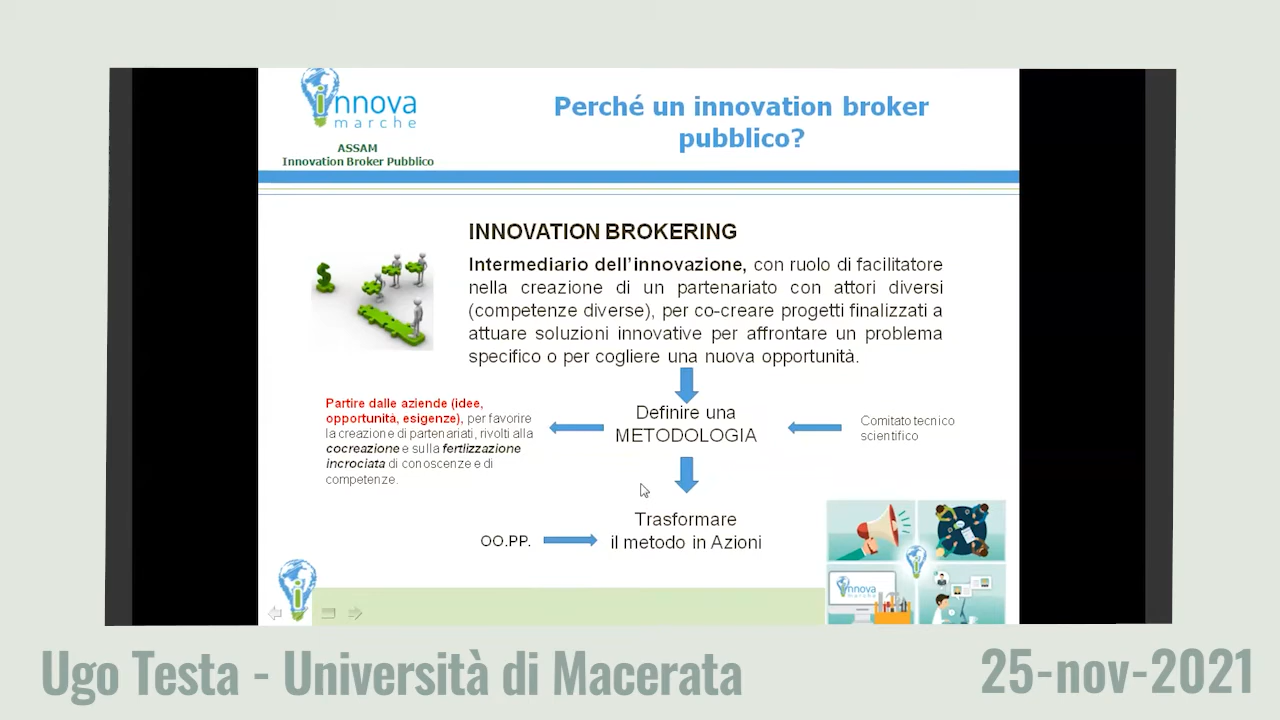 innova
marche
ASSAM
Innovation Broker Pubblico
Perché un innovation broker
pubblico?
INNOVATION BROKERING
Intermediario dell'innovazione, con ruolo di facilitatore
nella creazione di un partenariato con attori diversi
(competenze diverse), per co-creare progetti finalizzati a
attuare soluzioni innovative per affrontare un problema
specifico o per cogliere una nuova opportunità.
Partire dalle aziende (idee,
opportunità, esigenze), per favorire
la creazione di partenariati, rivolti alla
cocreazione e sulla fertlizzazione
incrociata di conoscenze e di
competenze.
Definire una
METODOLOGIA
Comitato tecnico
scientifico
OO.PP.
Trasformare
il metodo in Azioni
innova
marche
Ugo Testa - Università di Macerata
25-nov-2021